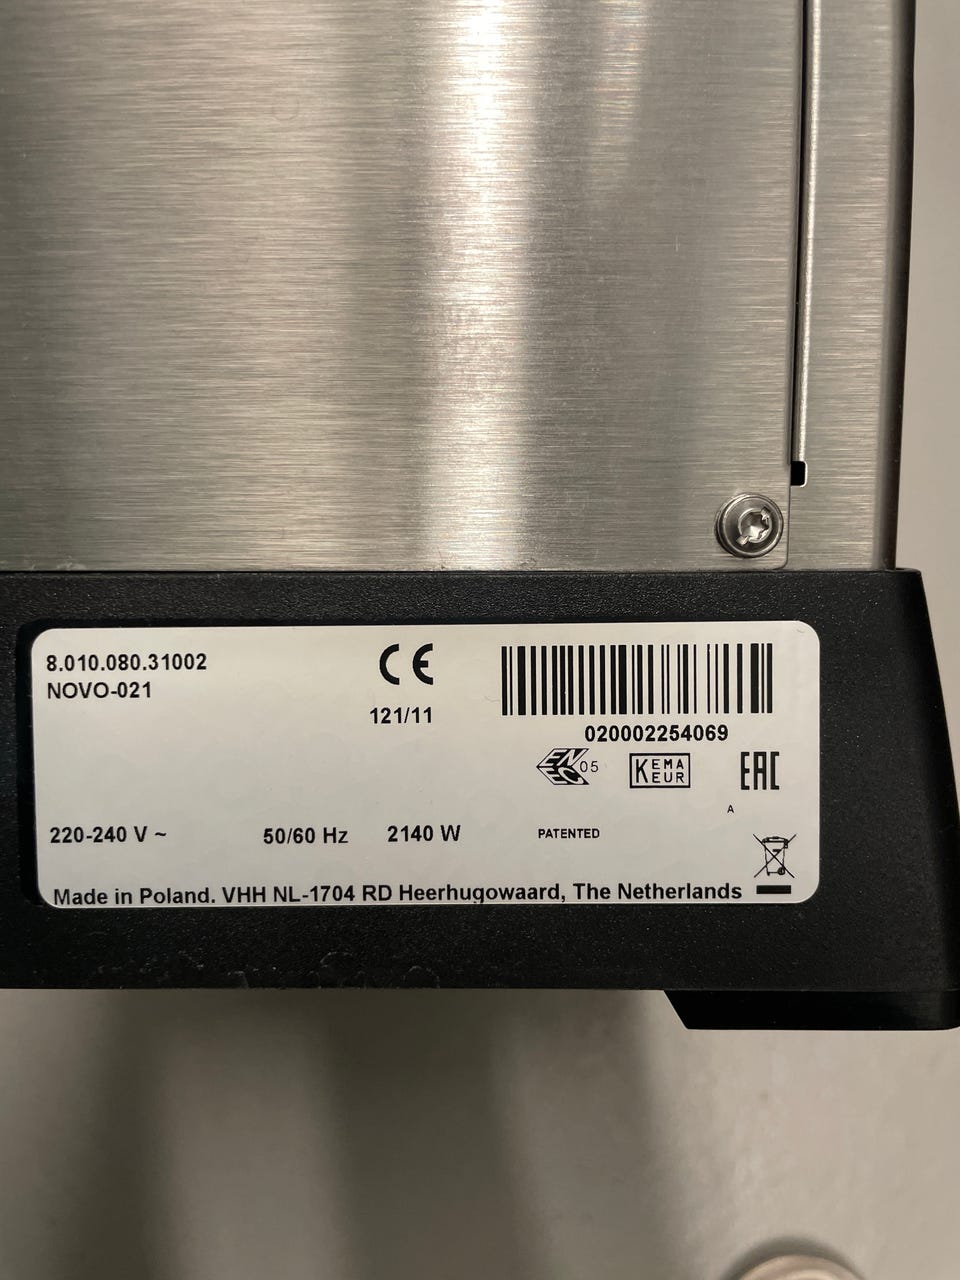 8.010.080.31002
NOVO-021
CE
121/11
020002254069
ENEC 05
KEMA
EUR
EAC
A
220-240 V ~ 50/60 Hz 2140 W PATENTED
Made in Poland. VHH NL-1704 RD Heerhugowaard, The Netherlands